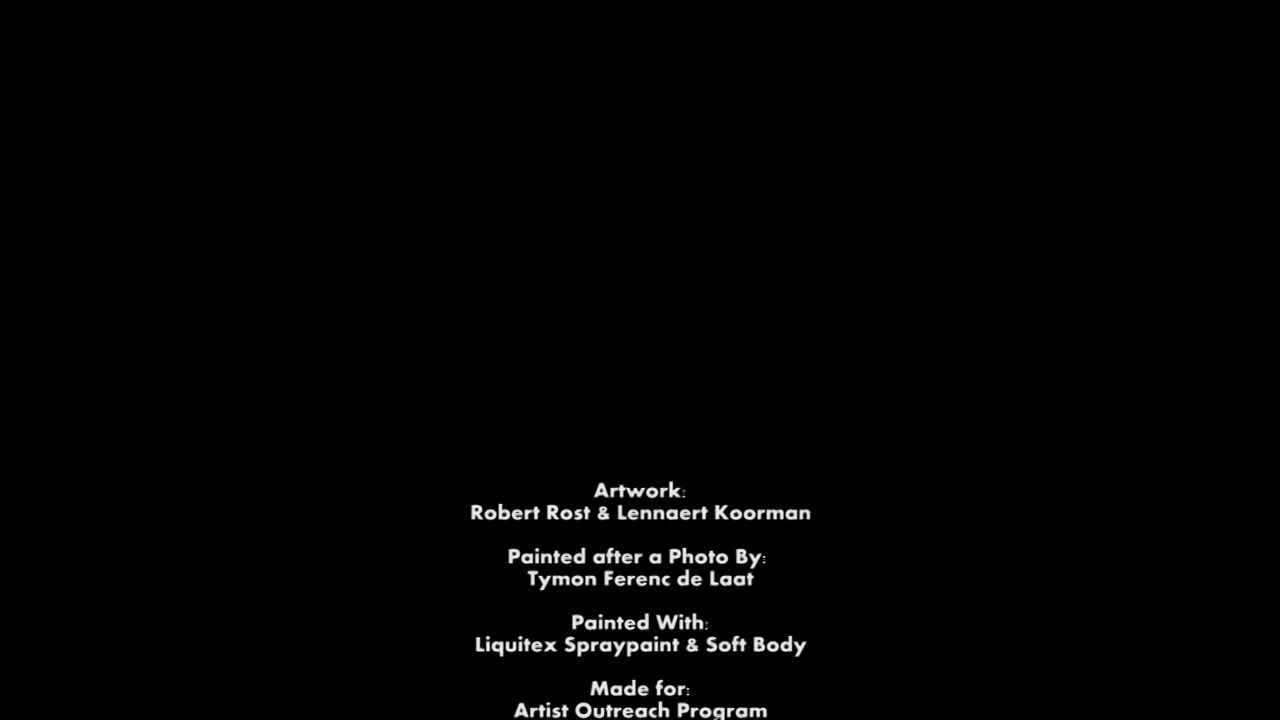 Artwork:
Robert Rost & Lennaert Koorman
Painted after a Photo By:
Tymon Ferenc de Laat
Painted With:
Liquitex Spraypaint & Soft Body
Made for:
Artist Outreach Program